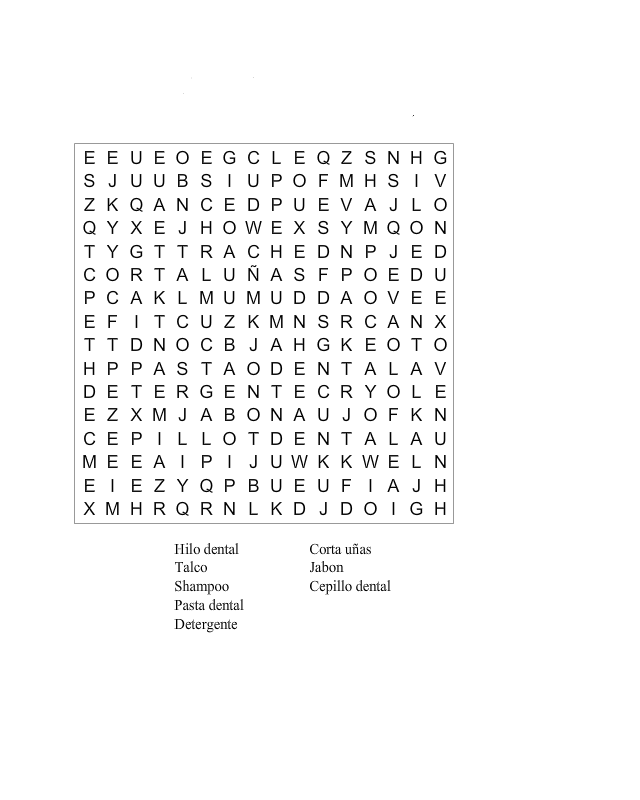 E E U E O E G C L E Q Z S N H G
S J U U B S I U P O F M H S I V
Z K Q A N C E D P U E V A J L O
Q Y X E J H O W E X S Y M Q O N
T Y G T T R A C H E D N P J E D
C O R T A L U Ñ A S F P O E D U
P C A K L M U M U D D A O V E E
E F I T C U Z K M N S R C A N X
T T D N O C B J A H G K E O T O
H P P A S T A O D E N T A L A V
D E T E R G E N T E C R Y O L E
E Z X M J A B O N A U J O F K N
C E P I L L O T D E N T A L A U
M E E A I P I J U W K K W E L N
E I E Z Y Q P B U E U F I A J H
X M H R Q R N L K D J D O I G H
Hilo dental Corta uñas
Talco Jabon
Shampoo Cepillo dental
Pasta dental
Detergente